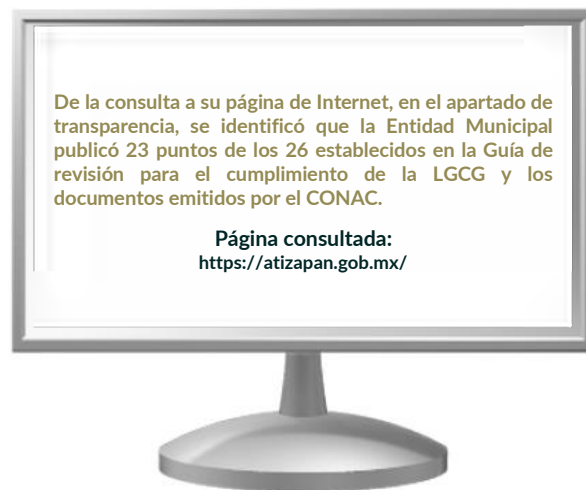 De la consulta a su página de Internet, en el apartado de
transparencia, se identificó que la Entidad Municipal
publicó 23 puntos de los 26 establecidos en la Guía de
revisión para el cumplimiento de la LGCG y los
documentos emitidos por el CONAC.
Página consultada:
https://atizapan.gob.mx/